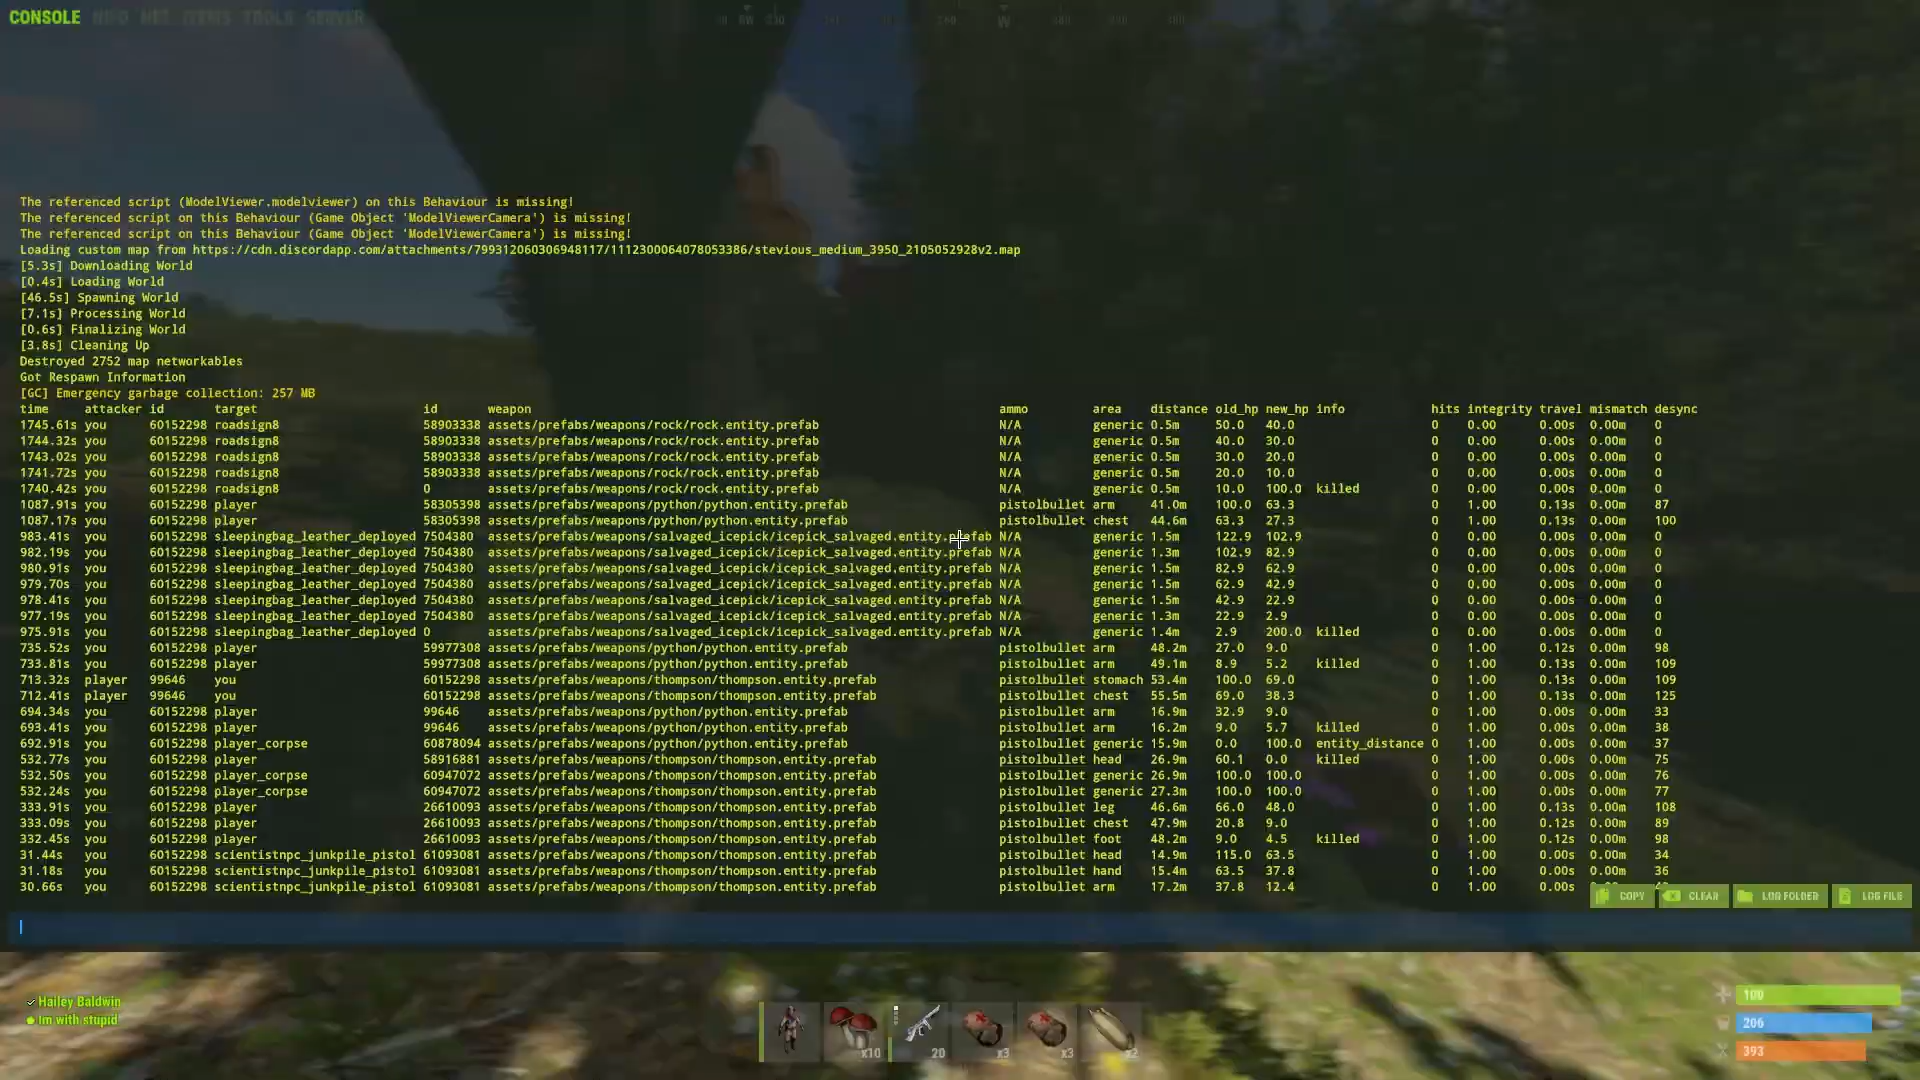 CONSOLE INFO NET ITEMS TOOLS SERVER
SW 230 240 W
The referenced script (ModelViewer.modelviewer) on this Behaviour is missing!
The referenced script on this Behaviour (Game Object 'ModelViewerCamera') is missing!
The referenced script on this Behaviour (Game Object 'ModelViewerCamera') is missing!
Loading custom map from https://cdn.discordapp.com/attachments/799312060306948117/1112300064078053386/stevious_medium_3950_2105052928v2.map
[5.3s] Downloading World
[0.4s] Loading World
[46.5s] Spawning World
[7.1s] Processing World
[0.6s] Finalizing World
[3.8s] Cleaning Up
Destroyed 2752 map networkables
Got Respawn Information
[GC] Emergency garbage collection: 257 MB
time attacker id target id weapon ammo area distance old_hp new_hp info hits integrity travel mismatch desync
1745.61s you 60152298 roadsign8 58903338 assets/prefabs/weapons/rock/rock.entity.prefab N/A generic 0.5m 50.0 40.0 0 0.00 0.00s 0.00m 0
1744.32s you 60152298 roadsign8 58903338 assets/prefabs/weapons/rock/rock.entity.prefab N/A generic 0.5m 40.0 30.0 0 0.00 0.00s 0.00m 0
1743.02s you 60152298 roadsign8 58903338 assets/prefabs/weapons/rock/rock.entity.prefab N/A generic 0.5m 30.0 20.0 0 0.00 0.00s 0.00m 0
1741.72s you 60152298 roadsign8 58903338 assets/prefabs/weapons/rock/rock.entity.prefab N/A generic 0.5m 20.0 10.0 0 0.00 0.00s 0.00m 0
1740.42s you 60152298 roadsign8 0 assets/prefabs/weapons/rock/rock.entity.prefab N/A generic 0.5m 10.0 100.0 killed 0 0.00 0.00s 0.00m 0
1087.91s you 60152298 player 58305398 assets/prefabs/weapons/python/python.entity.prefab pistolbullet arm 41.0m 100.0 63.3 0 1.00 0.13s 0.00m 87
1087.17s you 60152298 player 58305398 assets/prefabs/weapons/python/python.entity.prefab pistolbullet chest 44.6m 63.3 27.3 0 1.00 0.13s 0.00m 100
983.41s you 60152298 sleepingbag_leather_deployed 7504380 assets/prefabs/weapons/salvaged_icepick/icepick_salvaged.entity.prefab N/A generic 1.5m 122.9 102.9 0 0.00 0.00s 0.00m 0
982.19s you 60152298 sleepingbag_leather_deployed 7504380 assets/prefabs/weapons/salvaged_icepick/icepick_salvaged.entity.prefab N/A generic 1.3m 102.9 82.9 0 0.00 0.00s 0.00m 0
980.91s you 60152298 sleepingbag_leather_deployed 7504380 assets/prefabs/weapons/salvaged_icepick/icepick_salvaged.entity.prefab N/A generic 1.5m 82.9 62.9 0 0.00 0.00s 0.00m 0
979.70s you 60152298 sleepingbag_leather_deployed 7504380 assets/prefabs/weapons/salvaged_icepick/icepick_salvaged.entity.prefab N/A generic 1.5m 62.9 42.9 0 0.00 0.00s 0.00m 0
978.41s you 60152298 sleepingbag_leather_deployed 7504380 assets/prefabs/weapons/salvaged_icepick/icepick_salvaged.entity.prefab N/A generic 1.5m 42.9 22.9 0 0.00 0.00s 0.00m 0
977.19s you 60152298 sleepingbag_leather_deployed 7504380 assets/prefabs/weapons/salvaged_icepick/icepick_salvaged.entity.prefab N/A generic 1.3m 22.9 2.9 0 0.00 0.00s 0.00m 0
975.91s you 60152298 sleepingbag_leather_deployed 0 assets/prefabs/weapons/salvaged_icepick/icepick_salvaged.entity.prefab N/A generic 1.4m 2.9 200.0 killed 0 0.00 0.00s 0.00m 0
735.52s you 60152298 player 59977308 assets/prefabs/weapons/python/python.entity.prefab pistolbullet arm 48.2m 27.0 9.0 0 1.00 0.12s 0.00m 98
733.81s you 60152298 player 59977308 assets/prefabs/weapons/python/python.entity.prefab pistolbullet arm 49.1m 8.9 5.2 killed 0 1.00 0.13s 0.00m 109
713.32s player 99646 you 60152298 assets/prefabs/weapons/thompson/thompson.entity.prefab pistolbullet stomach 53.4m 100.0 69.0 0 1.00 0.13s 0.00m 109
712.41s player 99646 you 60152298 assets/prefabs/weapons/thompson/thompson.entity.prefab pistolbullet chest 55.5m 69.0 38.3 0 1.00 0.13s 0.00m 125
694.34s you 60152298 player 99646 assets/prefabs/weapons/python/python.entity.prefab pistolbullet arm 16.9m 32.9 9.0 0 1.00 0.00s 0.00m 33
693.41s you 60152298 player 99646 assets/prefabs/weapons/python/python.entity.prefab pistolbullet arm 16.2m 9.0 5.7 killed 0 1.00 0.00s 0.00m 38
692.91s you 60152298 player_corpse 60878094 assets/prefabs/weapons/python/python.entity.prefab pistolbullet generic 15.9m 0.0 100.0 entity_distance 0 1.00 0.00s 0.00m 37
532.77s you 60152298 player 58916881 assets/prefabs/weapons/thompson/thompson.entity.prefab pistolbullet head 26.9m 60.1 0.0 killed 0 1.00 0.00s 0.00m 75
532.50s you 60152298 player_corpse 60947072 assets/prefabs/weapons/thompson/thompson.entity.prefab pistolbullet generic 26.9m 100.0 100.0 0 1.00 0.00s 0.00m 76
532.24s you 60152298 player_corpse 60947072 assets/prefabs/weapons/thompson/thompson.entity.prefab pistolbullet generic 27.3m 100.0 100.0 0 1.00 0.00s 0.00m 77
333.91s you 60152298 player 26610093 assets/prefabs/weapons/thompson/thompson.entity.prefab pistolbullet leg 46.6m 66.0 48.0 0 1.00 0.13s 0.00m 108
333.09s you 60152298 player 26610093 assets/prefabs/weapons/thompson/thompson.entity.prefab pistolbullet chest 47.9m 20.8 9.0 0 1.00 0.12s 0.00m 89
332.45s you 60152298 player 26610093 assets/prefabs/weapons/thompson/thompson.entity.prefab pistolbullet foot 48.2m 9.0 4.5 killed 0 1.00 0.12s 0.00m 98
31.44s you 60152298 scientistnpc_junkpile_pistol 61093081 assets/prefabs/weapons/thompson/thompson.entity.prefab pistolbullet head 14.9m 115.0 63.5 0 1.00 0.00s 0.00m 34
31.18s you 60152298 scientistnpc_junkpile_pistol 61093081 assets/prefabs/weapons/thompson/thompson.entity.prefab pistolbullet hand 15.4m 63.5 37.8 0 1.00 0.00s 0.00m 36
30.66s you 60152298 scientistnpc_junkpile_pistol 61093081 assets/prefabs/weapons/thompson/thompson.entity.prefab pistolbullet arm 17.2m 37.8 12.4 0 1.00 0.00s
COPY CLEAR LOG FOLDER LOG FILE
Hailey Baldwin
Im with stupid
x10 20 x3 x3 x2
100
206
393